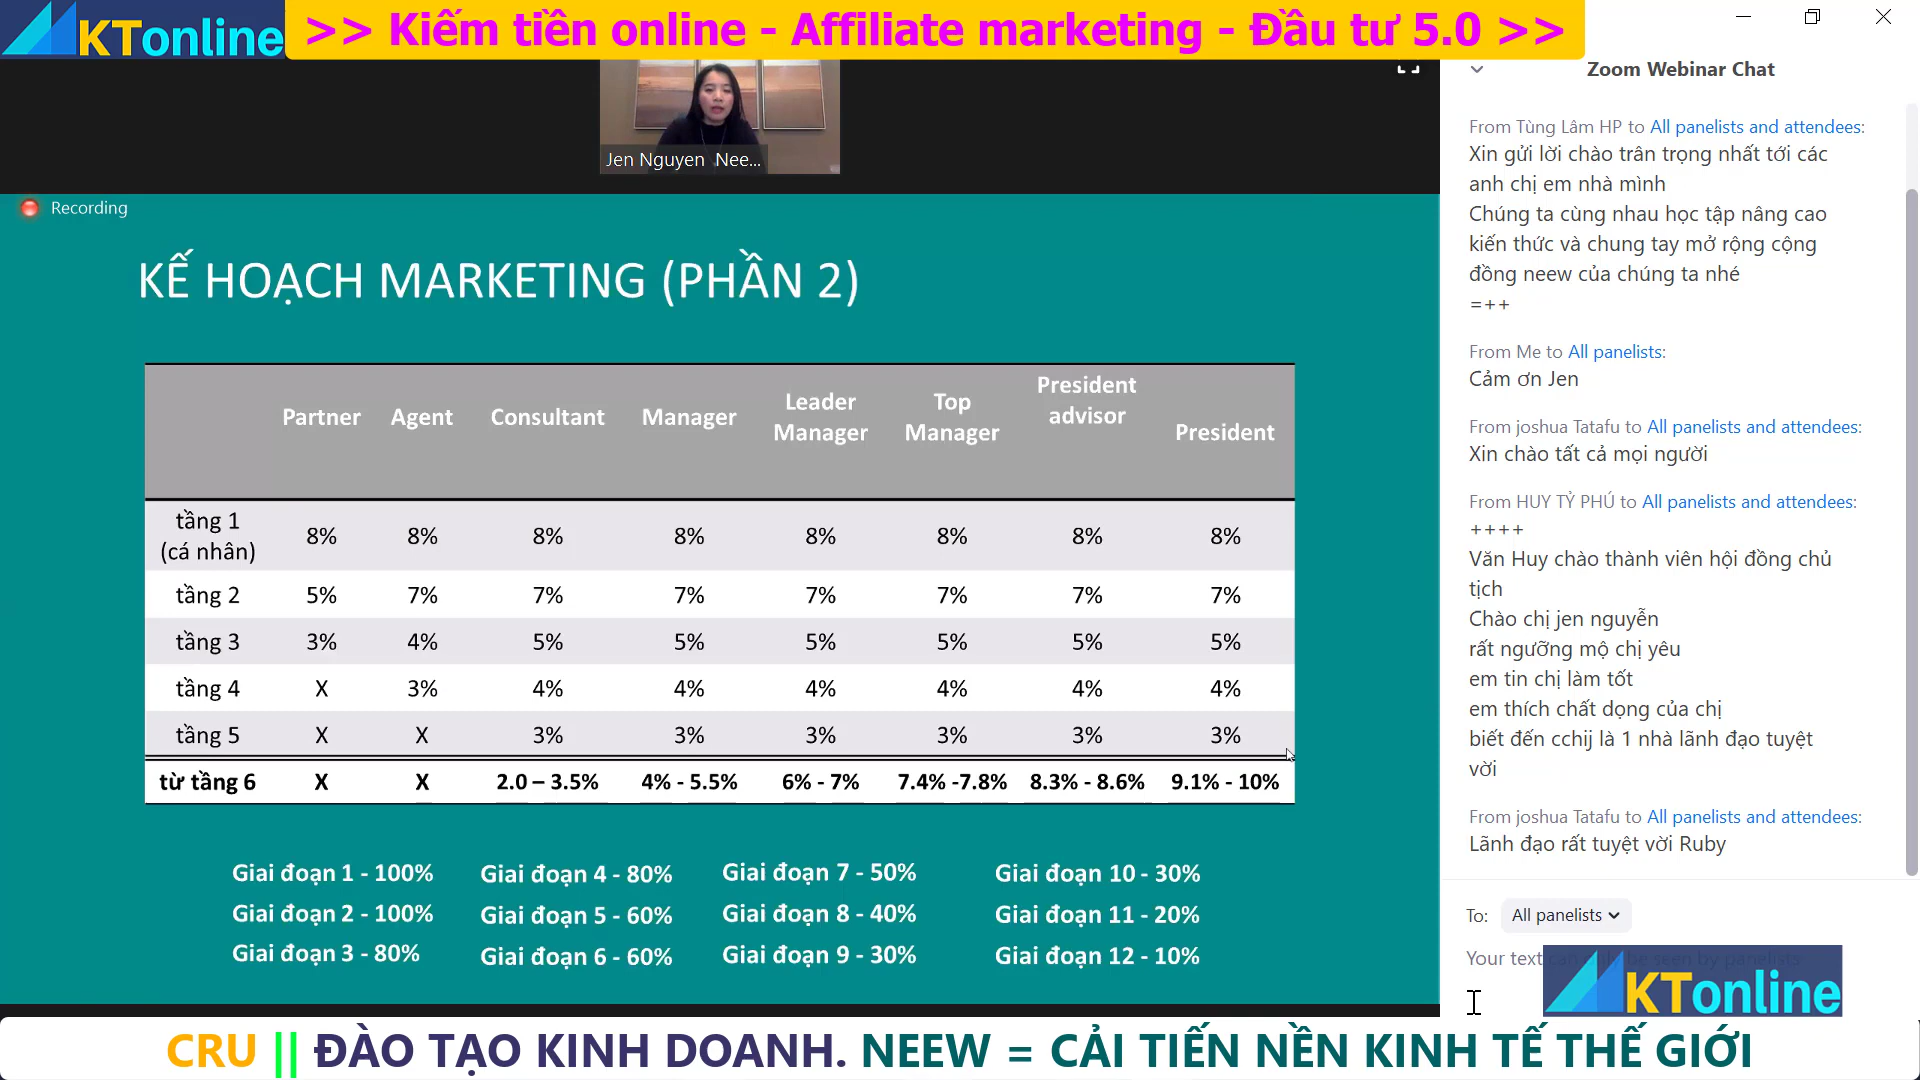 KTonline
>> Kiếm tiền online - Affiliate marketing - Đầu tư 5.0 >>
Jen Nguyen Nee...
Recording
KẾ HOẠCH MARKETING (PHẦN 2)
Partner Agent Consultant Manager Leader Manager Top Manager President advisor President
tầng 1 (cá nhân) 8% 8% 8% 8% 8% 8% 8% 8%
tầng 2 5% 7% 7% 7% 7% 7% 7% 7%
tầng 3 3% 4% 5% 5% 5% 5% 5% 5%
tầng 4 X 3% 4% 4% 4% 4% 4% 4%
tầng 5 X X 3% 3% 3% 3% 3% 3%
từ tầng 6 X X 2.0 – 3.5% 4% - 5.5% 6% - 7% 7.4% -7.8% 8.3% - 8.6% 9.1% - 10%
Giai đoạn 1 - 100% Giai đoạn 4 - 80% Giai đoạn 7 - 50% Giai đoạn 10 - 30%
Giai đoạn 2 - 100% Giai đoạn 5 - 60% Giai đoạn 8 - 40% Giai đoạn 11 - 20%
Giai đoạn 3 - 80% Giai đoạn 6 - 60% Giai đoạn 9 - 30% Giai đoạn 12 - 10%
Zoom Webinar Chat
From Tùng Lâm HP to All panelists and attendees:
Xin gửi lời chào trân trọng nhất tới các
anh chị em nhà mình
Chúng ta cùng nhau học tập nâng cao
kiến thức và chung tay mở rộng cộng
đồng neew của chúng ta nhé
=++
From Me to All panelists:
Cảm ơn Jen
From joshua Tatafu to All panelists and attendees:
Xin chào tất cả mọi người
From HUY TỶ PHÚ to All panelists and attendees:
++++
Văn Huy chào thành viên hội đồng chủ
tịch
Chào chị jen nguyễn
rất ngưỡng mộ chị yêu
em tin chị làm tốt
em thích chất dọng của chị
biết đến cchij là 1 nhà lãnh đạo tuyệt
vời
From joshua Tatafu to All panelists and attendees:
Lãnh đạo rất tuyệt vời Ruby
To: All panelists
Your text can only be seen by panelists
KTonline
CRU || ĐÀO TẠO KINH DOANH. NEEW = CẢI TIẾN NỀN KINH TẾ THẾ GIỚI